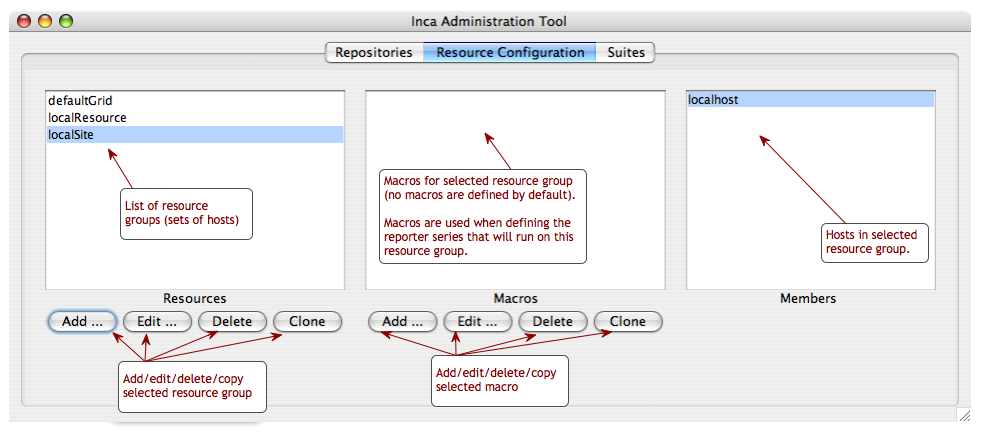 Inca Administration Tool
Repositories
Resource Configuration
Suites
defaultGrid
localResource
localSite
List of resource
groups (sets of hosts)
Macros for selected resource group
(no macros are defined by default).
Macros are used when defining the
reporter series that will run on this
resource group.
localhost
Hosts in selected
resource group.
Resources
Macros
Members
Add ...
Edit ...
Delete
Clone
Add ...
Edit ...
Delete
Clone
Add/edit/delete/copy
selected resource group
Add/edit/delete/copy
selected macro